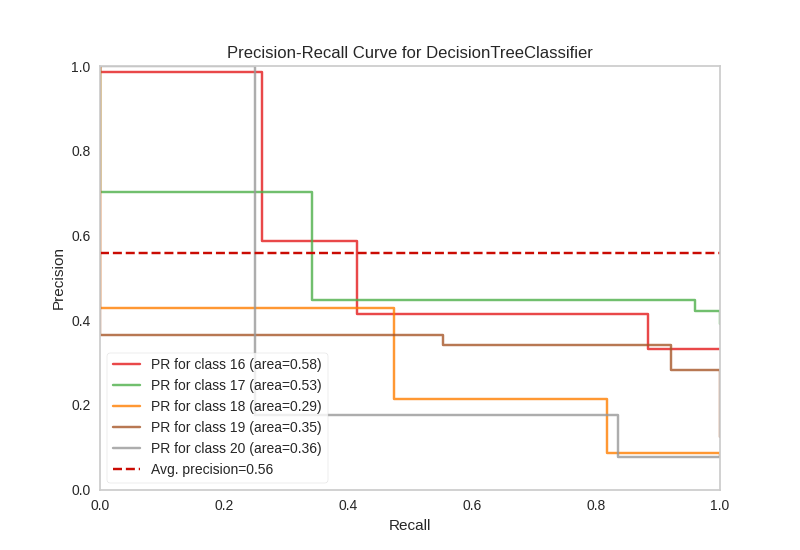 Precision-Recall Curve for DecisionTreeClassifier
1.0
0.8
0.6
0.4
0.2
0.0
Precision
PR for class 16 (area=0.58)
PR for class 17 (area=0.53)
PR for class 18 (area=0.29)
PR for class 19 (area=0.35)
PR for class 20 (area=0.36)
Avg. precision=0.56
0.0 0.2 0.4 0.6 0.8 1.0
Recall